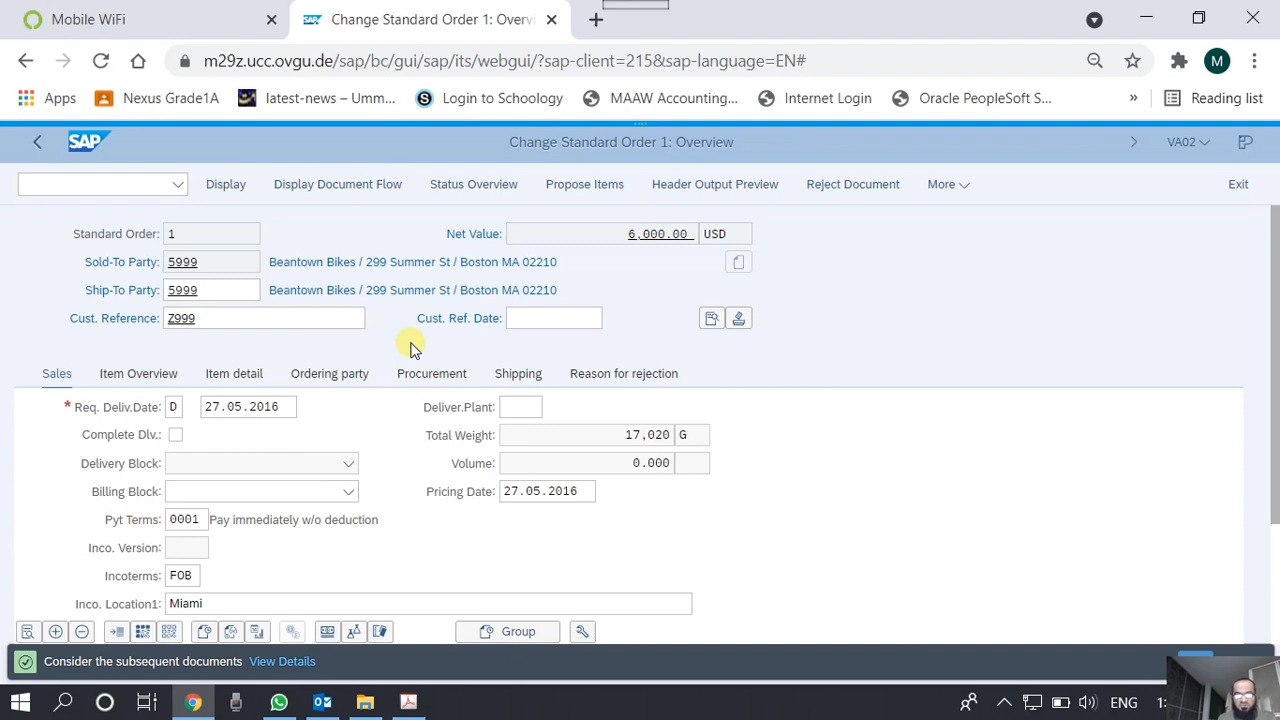 Mobile WiFi
Change Standard Order 1: Overvi
m29z.ucc.ovgu.de/sap/bc/gui/sap/its/webgui/?sap-client=215&sap-language=EN#
M
Apps
Nexus Grade1A
latest-news – Umm...
Login to Schoology
MAAW Accounting...
Internet Login
Oracle PeopleSoft S...
»
Reading list
SAP
Change Standard Order 1: Overview
VA02
Display
Display Document Flow
Status Overview
Propose Items
Header Output Preview
Reject Document
More
Exit
Standard Order: 1
Net Value: 6,000.00 USD
Sold-To Party: 5999 Beantown Bikes / 299 Summer St / Boston MA 02210
Ship-To Party: 5999 Beantown Bikes / 299 Summer St / Boston MA 02210
Cust. Reference: Z999
Cust. Ref. Date:
Sales
Item Overview
Item detail
Ordering party
Procurement
Shipping
Reason for rejection
* Req. Deliv.Date: D 27.05.2016
Deliver.Plant:
Complete Dlv.:
Total Weight: 17,020 G
Delivery Block:
Volume: 0.000
Billing Block:
Pricing Date: 27.05.2016
Pyt Terms: 0001 Pay immediately w/o deduction
Inco. Version:
Incoterms: FOB
Inco. Location1: Miami
Group
Consider the subsequent documents View Details
ENG